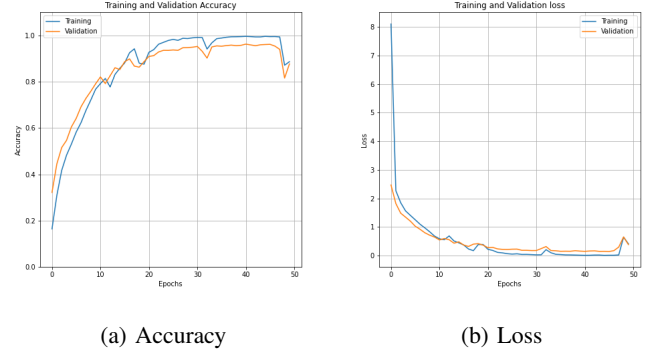 Training and Validation Accuracy
Training
Validation
1.0
0.8
0.6
0.4
0.2
0.0
Accuracy
0
10
20
30
40
50
Epochs
(a) Accuracy
Training and Validation loss
Training
Validation
8
7
6
5
4
3
2
1
0
Loss
0
10
20
30
40
50
Epochs
(b) Loss